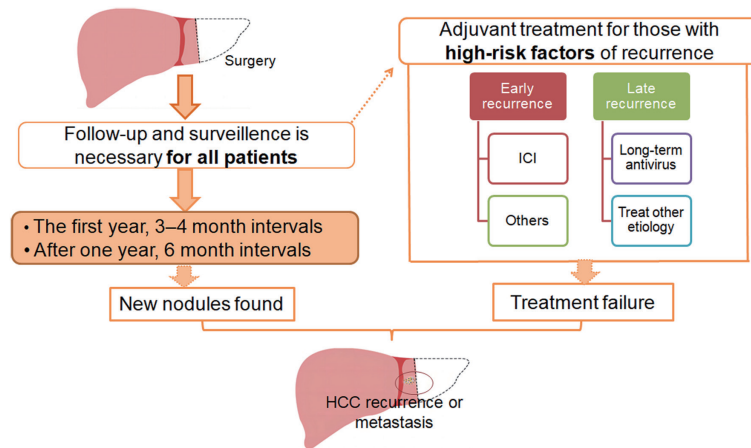 Surgery
Follow-up and surveillence is
necessary for all patients
• The first year, 3–4 month intervals
• After one year, 6 month intervals
New nodules found
Adjuvant treatment for those with
high-risk factors of recurrence
Early
recurrence
ICI
Others
Late
recurrence
Long-term
antivirus
Treat other
etiology
Treatment failure
HCC recurrence or
metastasis